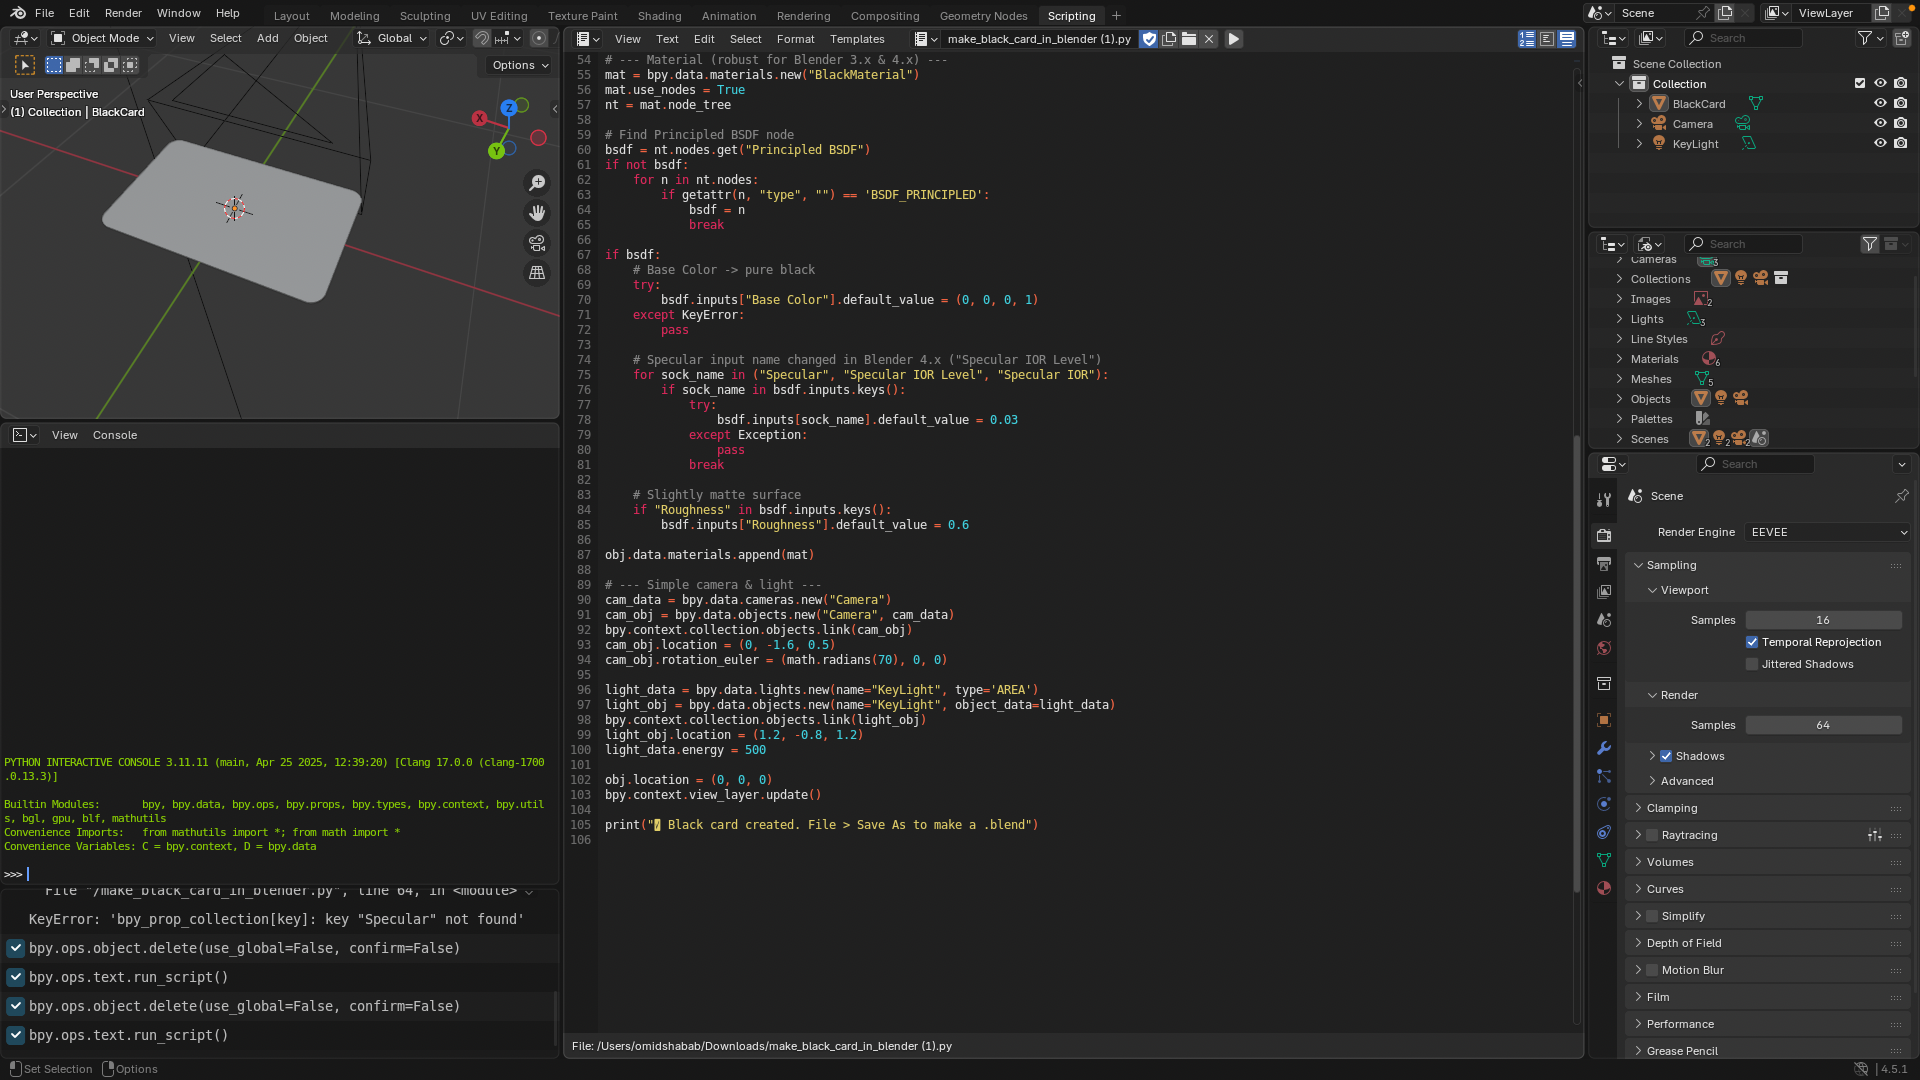 File Edit Render Window Help
Layout Modeling Sculpting UV Editing Texture Paint Shading Animation Rendering Compositing Geometry Nodes Scripting
Scene
ViewLayer
Object Mode View Select Add Object Global
Options
User Perspective
(1) Collection | BlackCard
X
Y
Z
View Console
PYTHON INTERACTIVE CONSOLE 3.11.11 (main, Apr 25 2025, 12:39:20) [Clang 17.0.0 (clang-1700
.0.13.3)]
Builtin Modules:       bpy, bpy.data, bpy.ops, bpy.props, bpy.types, bpy.context, bpy.util
s, bgl, gpu, blf, mathutils
Convenience Imports:   from mathutils import *; from math import *
Convenience Variables: C = bpy.context, D = bpy.data
>>>
File "/make_black_card_in_blender.py", line 64, in <module>
KeyError: 'bpy_prop_collection[key]: key "Specular" not found'
bpy.ops.object.delete(use_global=False, confirm=False)
bpy.ops.text.run_script()
bpy.ops.object.delete(use_global=False, confirm=False)
bpy.ops.text.run_script()
Set Selection Options
View Text Edit Select Format Templates
make_black_card_in_blender (1).py
54 # --- Material (robust for Blender 3.x & 4.x) ---
55 mat = bpy.data.materials.new("BlackMaterial")
56 mat.use_nodes = True
57 nt = mat.node_tree
58
59 # Find Principled BSDF node
60 bsdf = nt.nodes.get("Principled BSDF")
61 if not bsdf:
62     for n in nt.nodes:
63         if getattr(n, "type", "") == 'BSDF_PRINCIPLED':
64             bsdf = n
65             break
66
67 if bsdf:
68     # Base Color -> pure black
69     try:
70         bsdf.inputs["Base Color"].default_value = (0, 0, 0, 1)
71     except KeyError:
72         pass
73
74     # Specular input name changed in Blender 4.x ("Specular IOR Level")
75     for sock_name in ("Specular", "Specular IOR Level", "Specular IOR"):
76         if sock_name in bsdf.inputs.keys():
77             try:
78                 bsdf.inputs[sock_name].default_value = 0.03
79             except Exception:
80                 pass
81             break
82
83     # Slightly matte surface
84     if "Roughness" in bsdf.inputs.keys():
85         bsdf.inputs["Roughness"].default_value = 0.6
86
87 obj.data.materials.append(mat)
88
89 # --- Simple camera & light ---
90 cam_data = bpy.data.cameras.new("Camera")
91 cam_obj = bpy.data.objects.new("Camera", cam_data)
92 bpy.context.collection.objects.link(cam_obj)
93 cam_obj.location = (0, -1.6, 0.5)
94 cam_obj.rotation_euler = (math.radians(70), 0, 0)
95
96 light_data = bpy.data.lights.new(name="KeyLight", type='AREA')
97 light_obj = bpy.data.objects.new(name="KeyLight", object_data=light_data)
98 bpy.context.collection.objects.link(light_obj)
99 light_obj.location = (1.2, -0.8, 1.2)
100 light_data.energy = 500
101
102 obj.location = (0, 0, 0)
103 bpy.context.view_layer.update()
104
105 print(" Black card created. File > Save As to make a .blend")
106
File: /Users/omidshabab/Downloads/make_black_card_in_blender (1).py
Search
Scene Collection
Collection
BlackCard
Camera
KeyLight
Search
Cameras 3
Collections
Images 2
Lights 3
Line Styles
Materials 6
Meshes 5
Objects
Palettes
Scenes 2 2 2
Search
Scene
Render Engine EEVEE
Sampling
Viewport
Samples 16
Temporal Reprojection
Jittered Shadows
Render
Samples 64
Shadows
Advanced
Clamping
Raytracing
Volumes
Curves
Simplify
Depth of Field
Motion Blur
Film
Performance
Grease Pencil
4.5.1